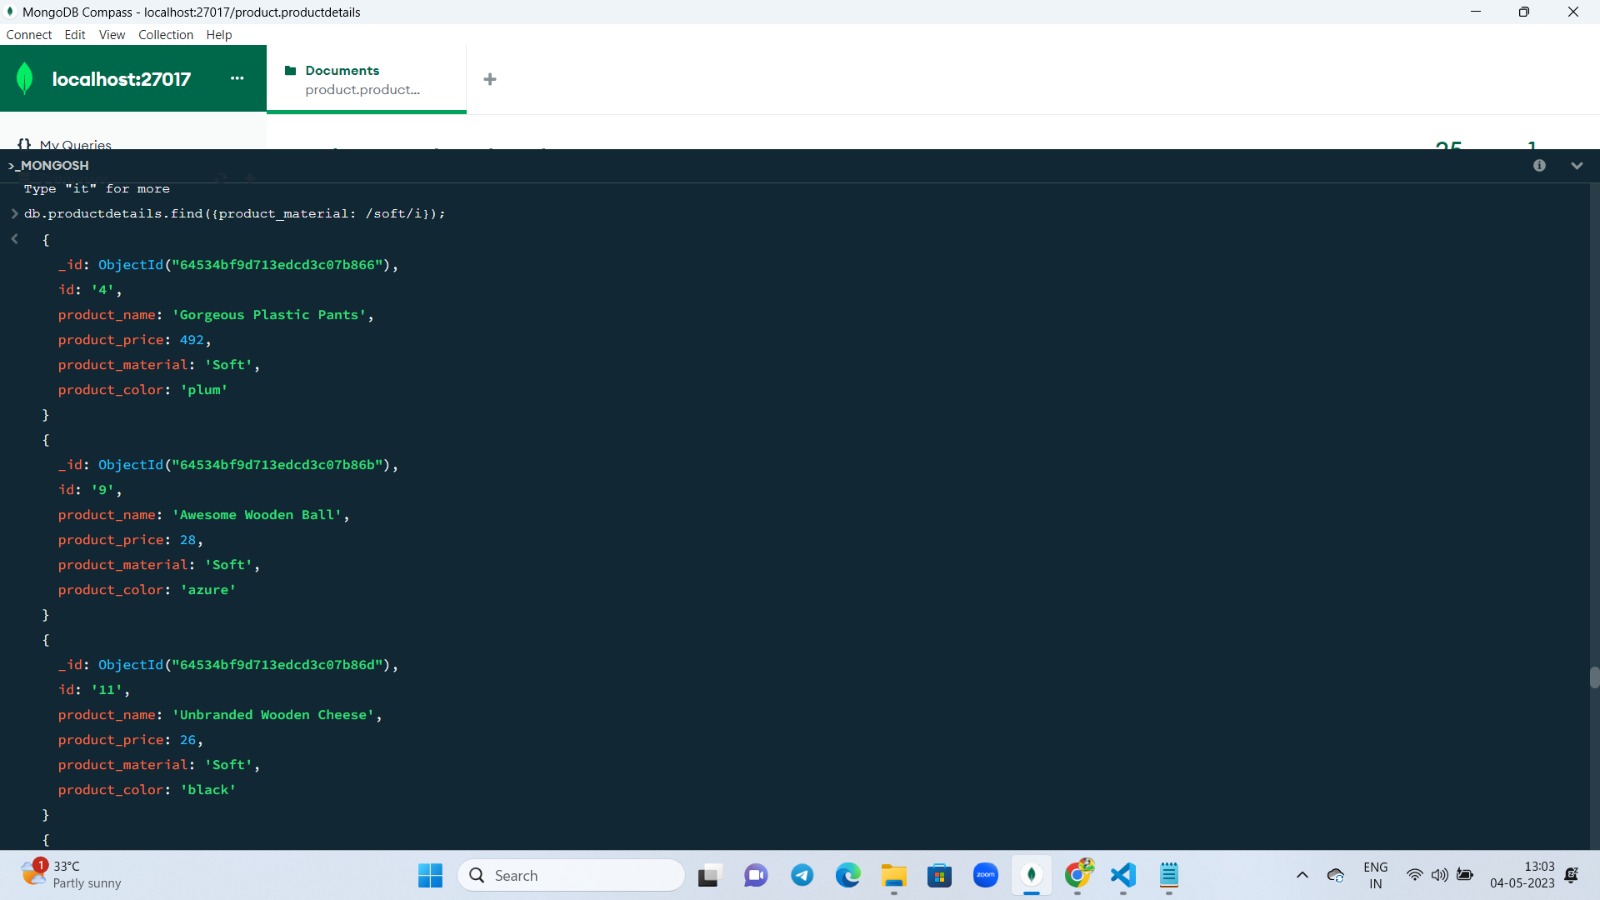 MongoDB Compass - localhost:27017/product.productdetails
Connect Edit View Collection Help
localhost:27017 ...
Documents
product.product...
{} My Queries
25 1
>_MONGOSH
Type "it" for more
> db.productdetails.find({product_material: /soft/i});
< {
_id: ObjectId("64534bf9d713edcd3c07b866"),
id: '4',
product_name: 'Gorgeous Plastic Pants',
product_price: 492,
product_material: 'Soft',
product_color: 'plum'
}
{
_id: ObjectId("64534bf9d713edcd3c07b86b"),
id: '9',
product_name: 'Awesome Wooden Ball',
product_price: 28,
product_material: 'Soft',
product_color: 'azure'
}
{
_id: ObjectId("64534bf9d713edcd3c07b86d"),
id: '11',
product_name: 'Unbranded Wooden Cheese',
product_price: 26,
product_material: 'Soft',
product_color: 'black'
}
{
1
33°C
Partly sunny
Search
zoom
ENG
IN
13:03
04-05-2023